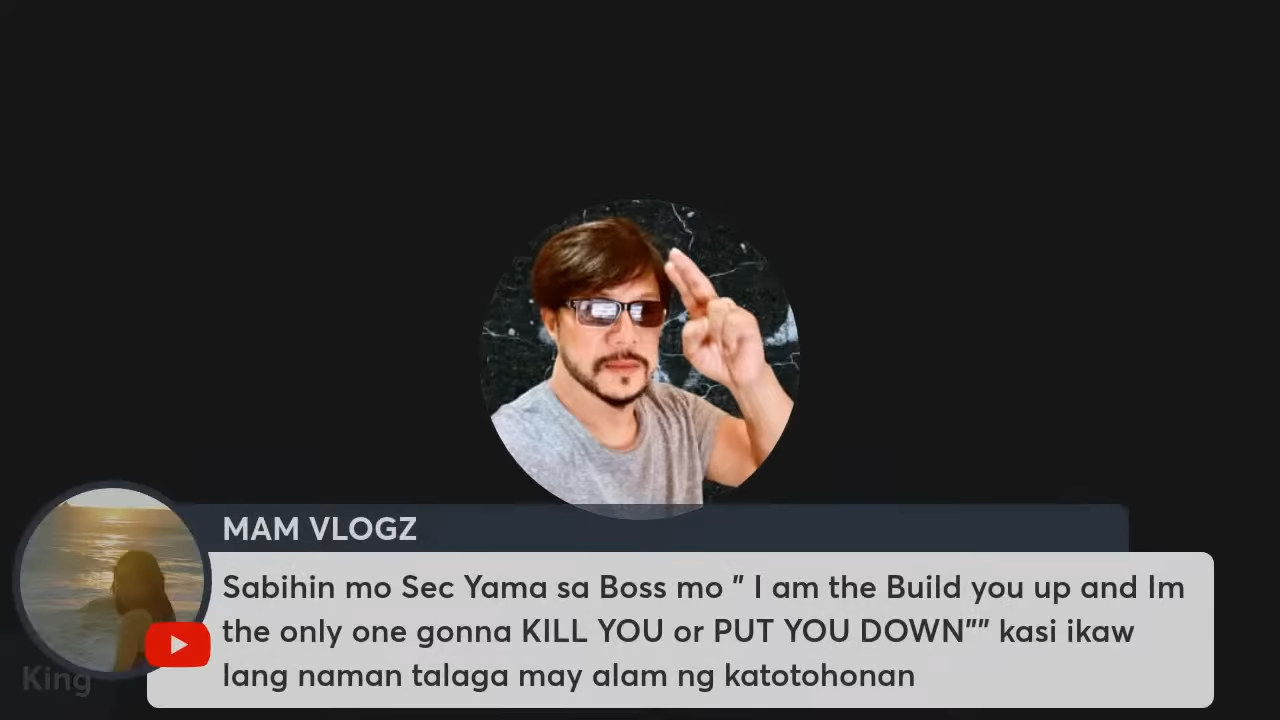 MAM VLOGZ
Sabihin mo Sec Yama sa Boss mo " I am the Build you up and Im
the only one gonna KILL YOU or PUT YOU DOWN"" kasi ikaw
lang naman talaga may alam ng katotohonan
King